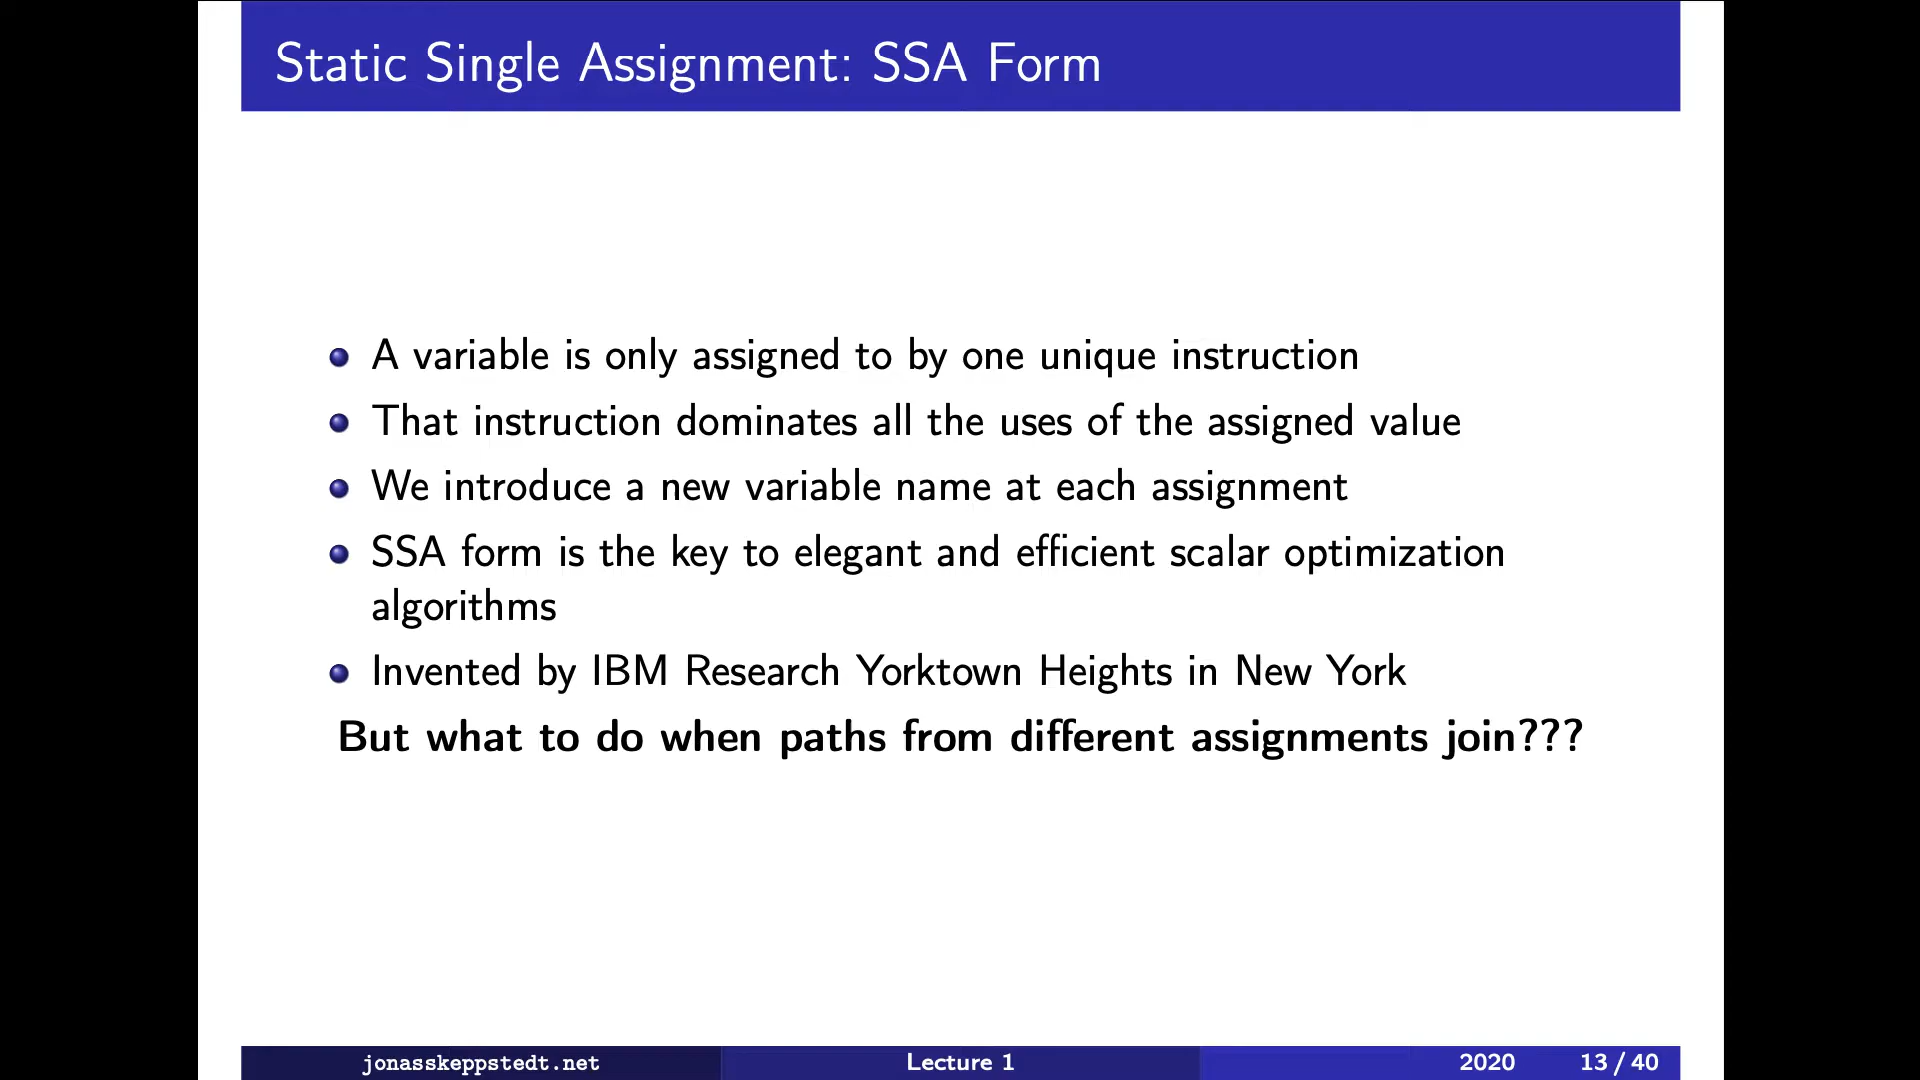 Static Single Assignment: SSA Form
A variable is only assigned to by one unique instruction
That instruction dominates all the uses of the assigned value
We introduce a new variable name at each assignment
SSA form is the key to elegant and efficient scalar optimization
algorithms
Invented by IBM Research Yorktown Heights in New York
But what to do when paths from different assignments join???
jonasskeppstedt.net Lecture 1 2020 13 / 40